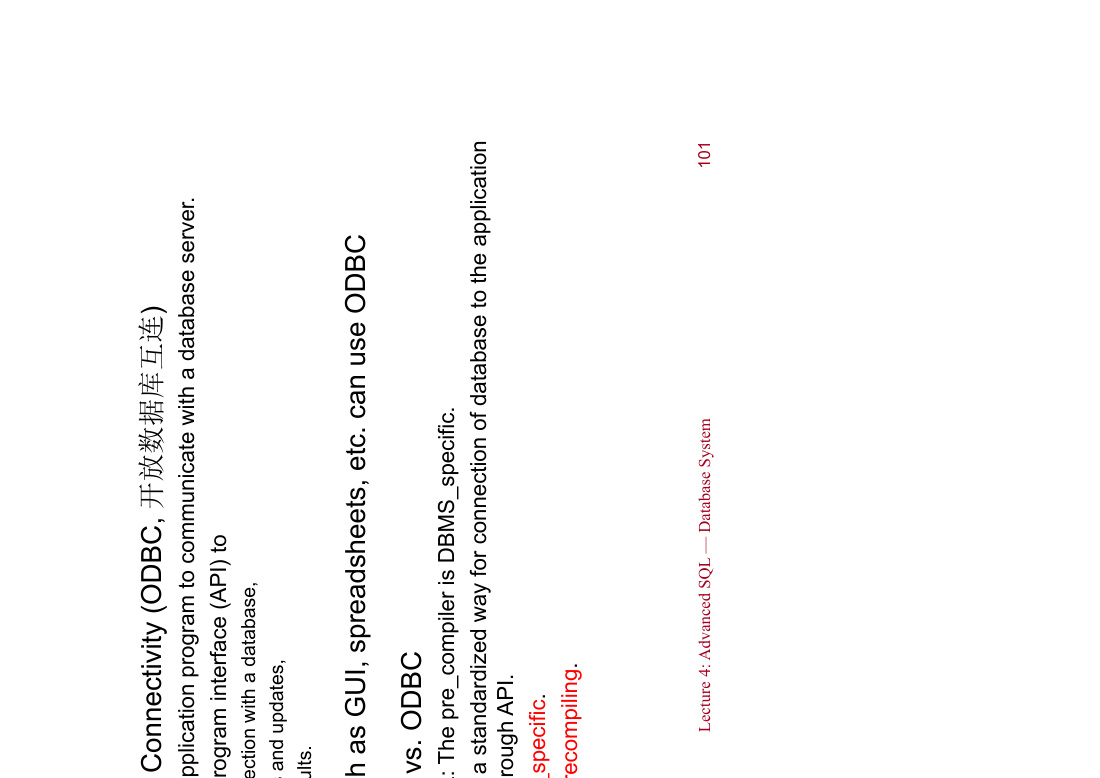 Connectivity (ODBC, 开放数据库互连)
pplication program to communicate with a database server.
rogram interface (API) to
ection with a database,
and updates,
ults.
h as GUI, spreadsheets, etc. can use ODBC
vs. ODBC
: The pre_compiler is DBMS_specific.
a standardized way for connection of database to the application
rough API.
_specific.
recompiling.
Lecture 4: Advanced SQL — Database System
101